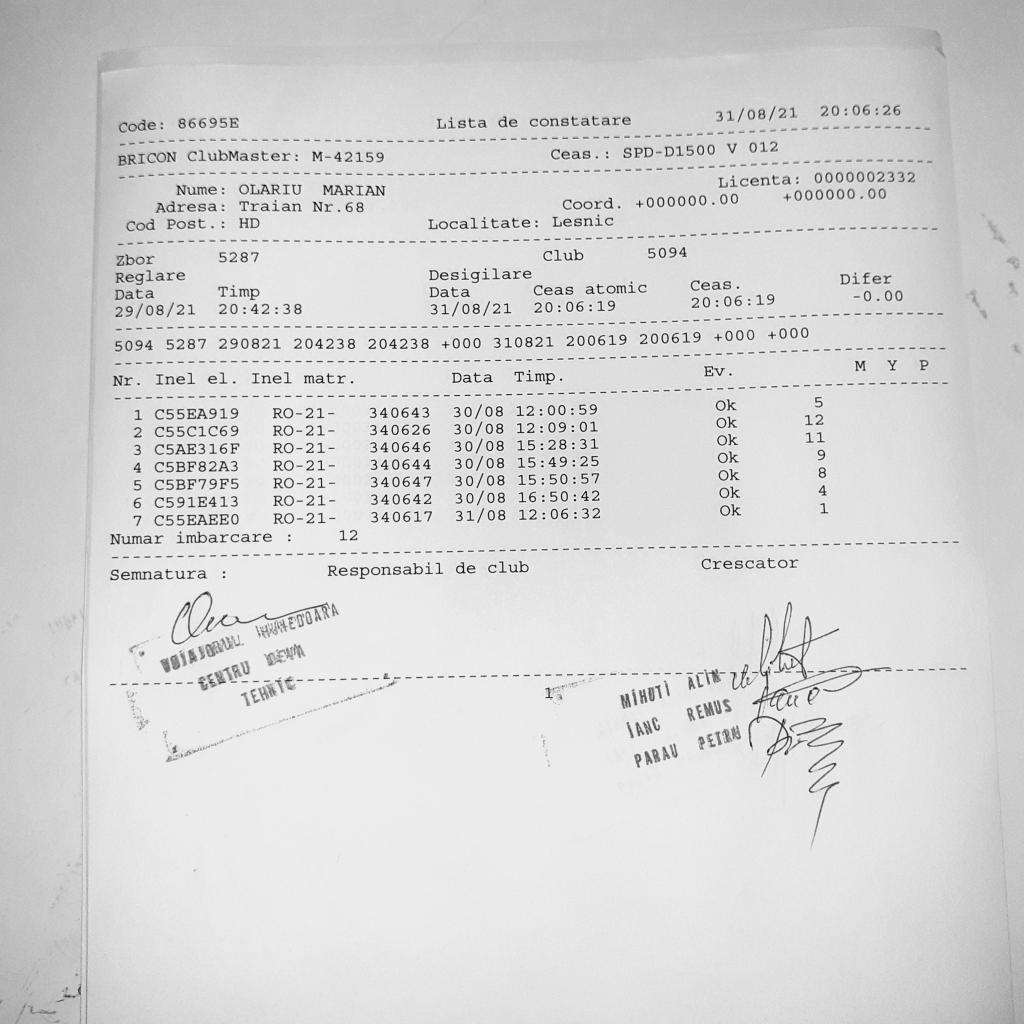 Code: 86695E Lista de constatare 31/08/21 20:06:26
BRICON ClubMaster: M-42159 Ceas.: SPD-D1500 V 012
Licenta: 0000002332
Nume: OLARIU MARIAN
Adresa: Traian Nr.68 Coord. +000000.00 +000000.00
Cod Post.: HD Localitate: Lesnic
Zbor 5287 Club 5094
Reglare Desigilare
Data Timp Data Ceas atomic Ceas. Difer
29/08/21 20:42:38 31/08/21 20:06:19 20:06:19 -0.00
5094 5287 290821 204238 204238 +000 310821 200619 200619 +000 +000
Nr. Inel el. Inel matr. Data Timp. Ev. M Y P
1 C55EA919 RO-21- 340643 30/08 12:00:59 Ok 5
2 C55C1C69 RO-21- 340626 30/08 12:09:01 Ok 12
3 C5AE316F RO-21- 340646 30/08 15:28:31 Ok 11
4 C5BF82A3 RO-21- 340644 30/08 15:49:25 Ok 9
5 C5BF79F5 RO-21- 340647 30/08 15:50:57 Ok 8
6 C591E413 RO-21- 340642 30/08 16:50:42 Ok 4
7 C55EAEE0 RO-21- 340617 31/08 12:06:32 Ok 1
Numar imbarcare : 12
Semnatura : Responsabil de club Crescator
HUNEDOARA
CENTRU DEVA
TEHNIC
1
MIHUTI ALIN
IANC REMUS
PARAU PETRU